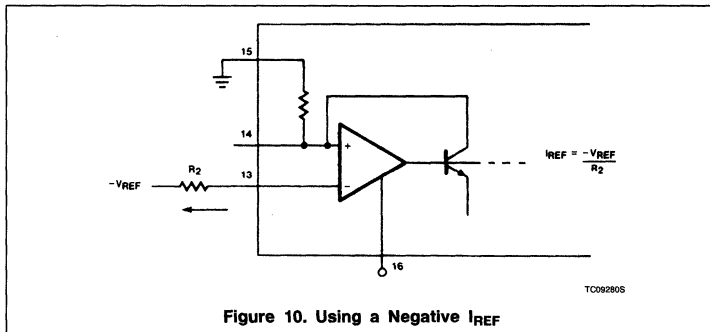 15
14
+
IREF = -VREF
R2
R2
13
-VREF
−
16
TC09280S
Figure 10. Using a Negative IREF